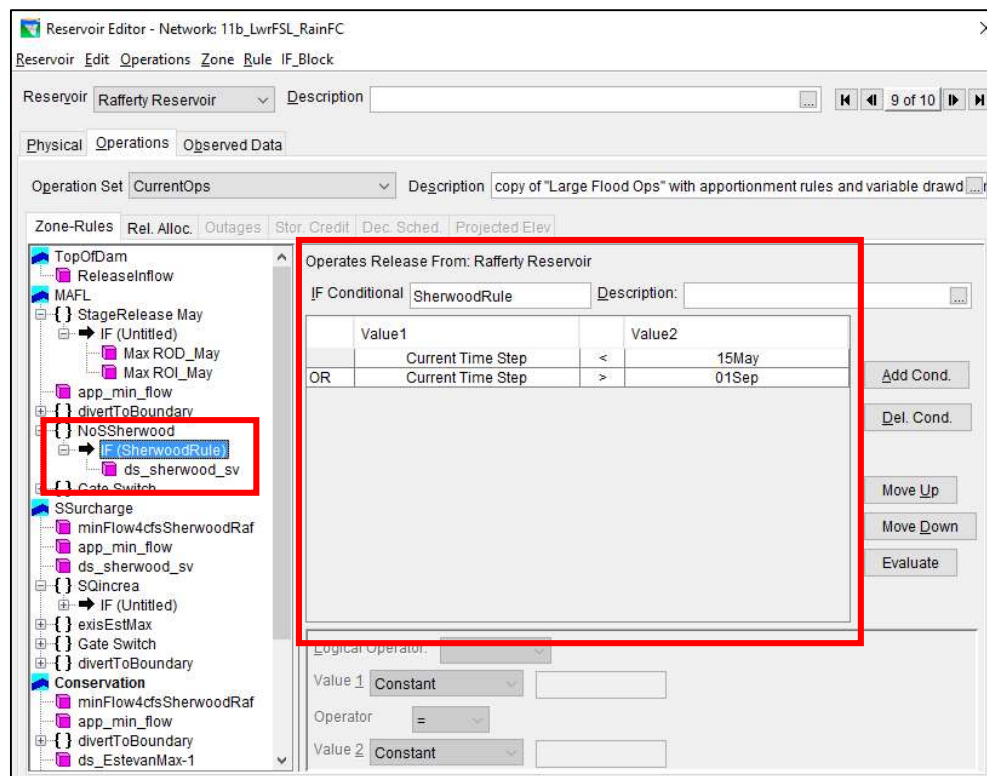 Reservoir Editor - Network: 11b_LwrFSL_RainFC
Reservoir Edit Operations Zone Rule IF_Block
Reservoir Rafferty Reservoir Description ... 9 of 10
Physical Operations Observed Data
Operation Set CurrentOps Description copy of "Large Flood Ops" with apportionment rules and variable drawd ...
Zone-Rules Rel. Alloc. Outages Stor. Credit Dec. Sched. Projected Elev
TopOfDam
ReleaseInflow
MAFL
{ } StageRelease May
IF (Untitled)
Max ROD_May
Max ROI_May
app_min_flow
{ } divertToBoundary
{ } NoSSherwood
IF (SherwoodRule)
ds_sherwood_sv
{ } Gate Switch
SSurcharge
minFlow4cfsSherwoodRaf
app_min_flow
ds_sherwood_sv
{ } SQincrea
IF (Untitled)
{ } exisEstMax
{ } Gate Switch
{ } divertToBoundary
Conservation
minFlow4cfsSherwoodRaf
app_min_flow
{ } divertToBoundary
ds_EstevanMax-1
Operates Release From: Rafferty Reservoir
IF Conditional SherwoodRule Description: ...
Value1 Value2
Current Time Step < 15May
OR Current Time Step > 01Sep
Add Cond.
Del. Cond.
Move Up
Move Down
Evaluate
Logical Operator:
Value 1 Constant
Operator =
Value 2 Constant